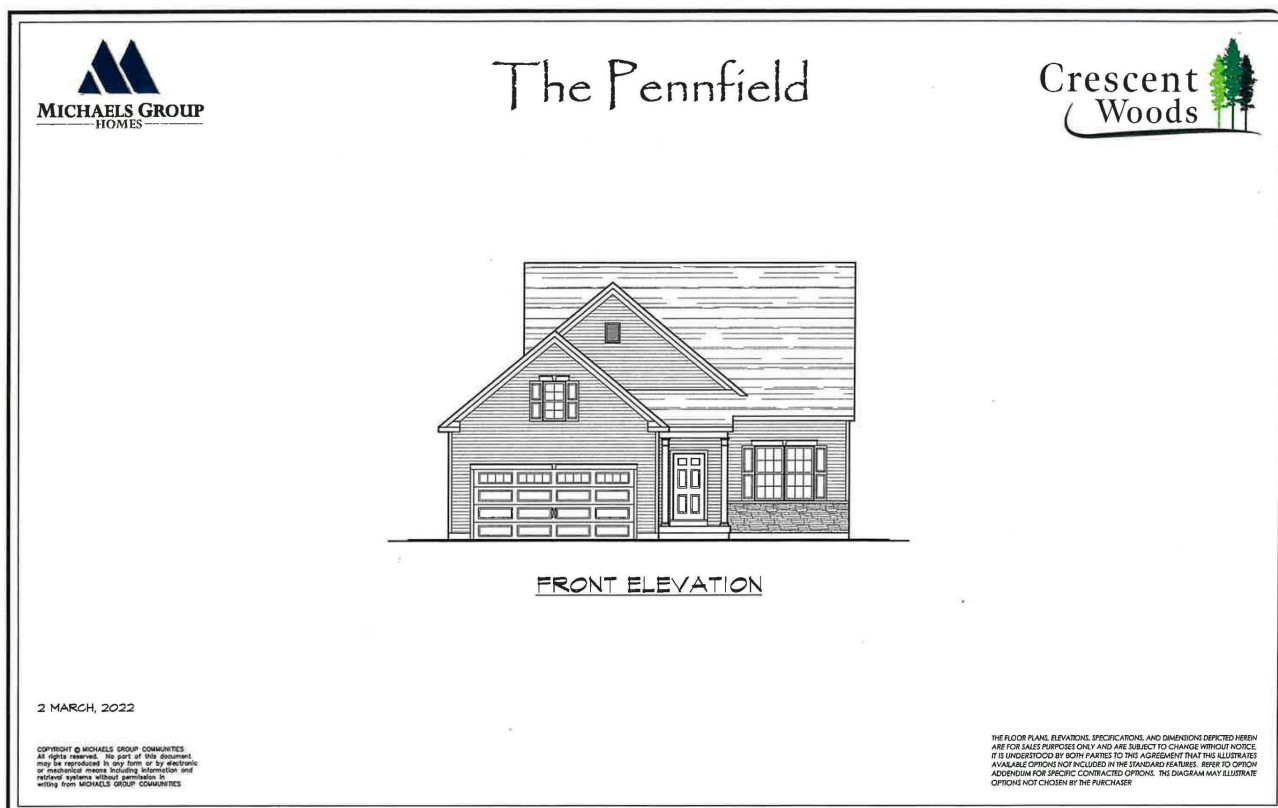 MICHAELS GROUP
HOMES
The Pennfield
Crescent
Woods
FRONT ELEVATION
2 MARCH, 2022
COPYRIGHT © MICHAELS GROUP COMMUNITIES
All rights reserved. No part of this document
may be reproduced in any form or by electronic
or mechanical means including information and
retrieval systems without permission in
writing from MICHAELS GROUP COMMUNITIES
THE FLOOR PLANS, ELEVATIONS, SPECIFICATIONS, AND DIMENSIONS DEPICTED HEREIN
ARE FOR SALES PURPOSES ONLY AND ARE SUBJECT TO CHANGE WITHOUT NOTICE.
IT IS UNDERSTOOD BY BOTH PARTIES TO THIS AGREEMENT THAT THIS ILLUSTRATES
AVAILABLE OPTIONS NOT INCLUDED IN THE STANDARD FEATURES. REFER TO OPTION
ADDENDUM FOR SPECIFIC CONTRACTED OPTIONS. THS DIAGRAM MAY ILLUSTRATE
OPTIONS NOT CHOSEN BY THE PURCHASER